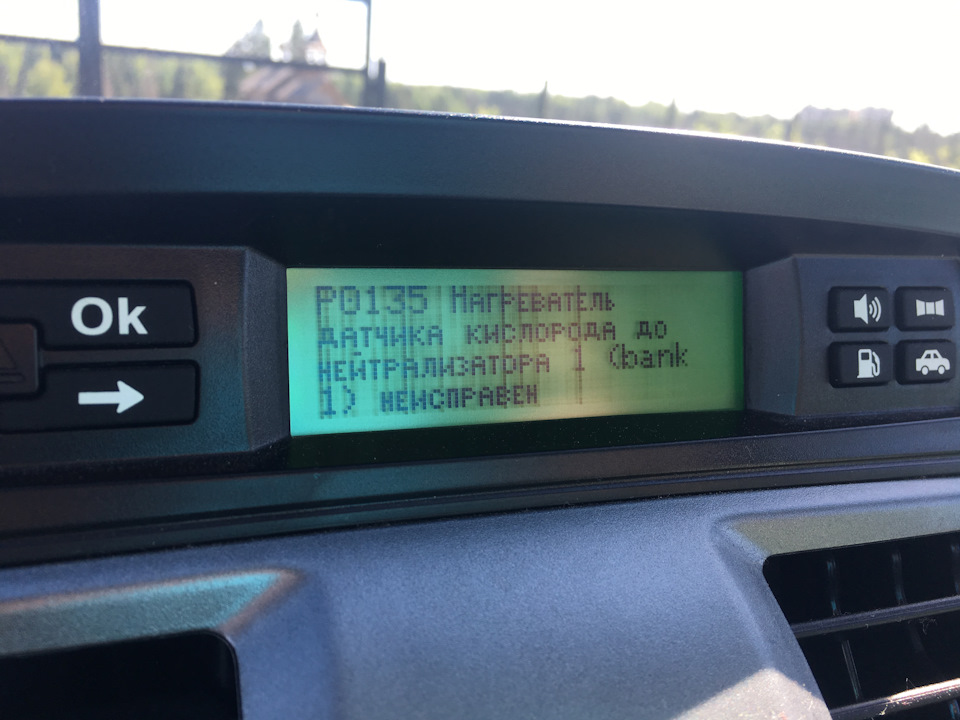 Ok
P0135 Нагреватель
датчика кислорода до
нейтрализатора 1 (bank
1) неисправен